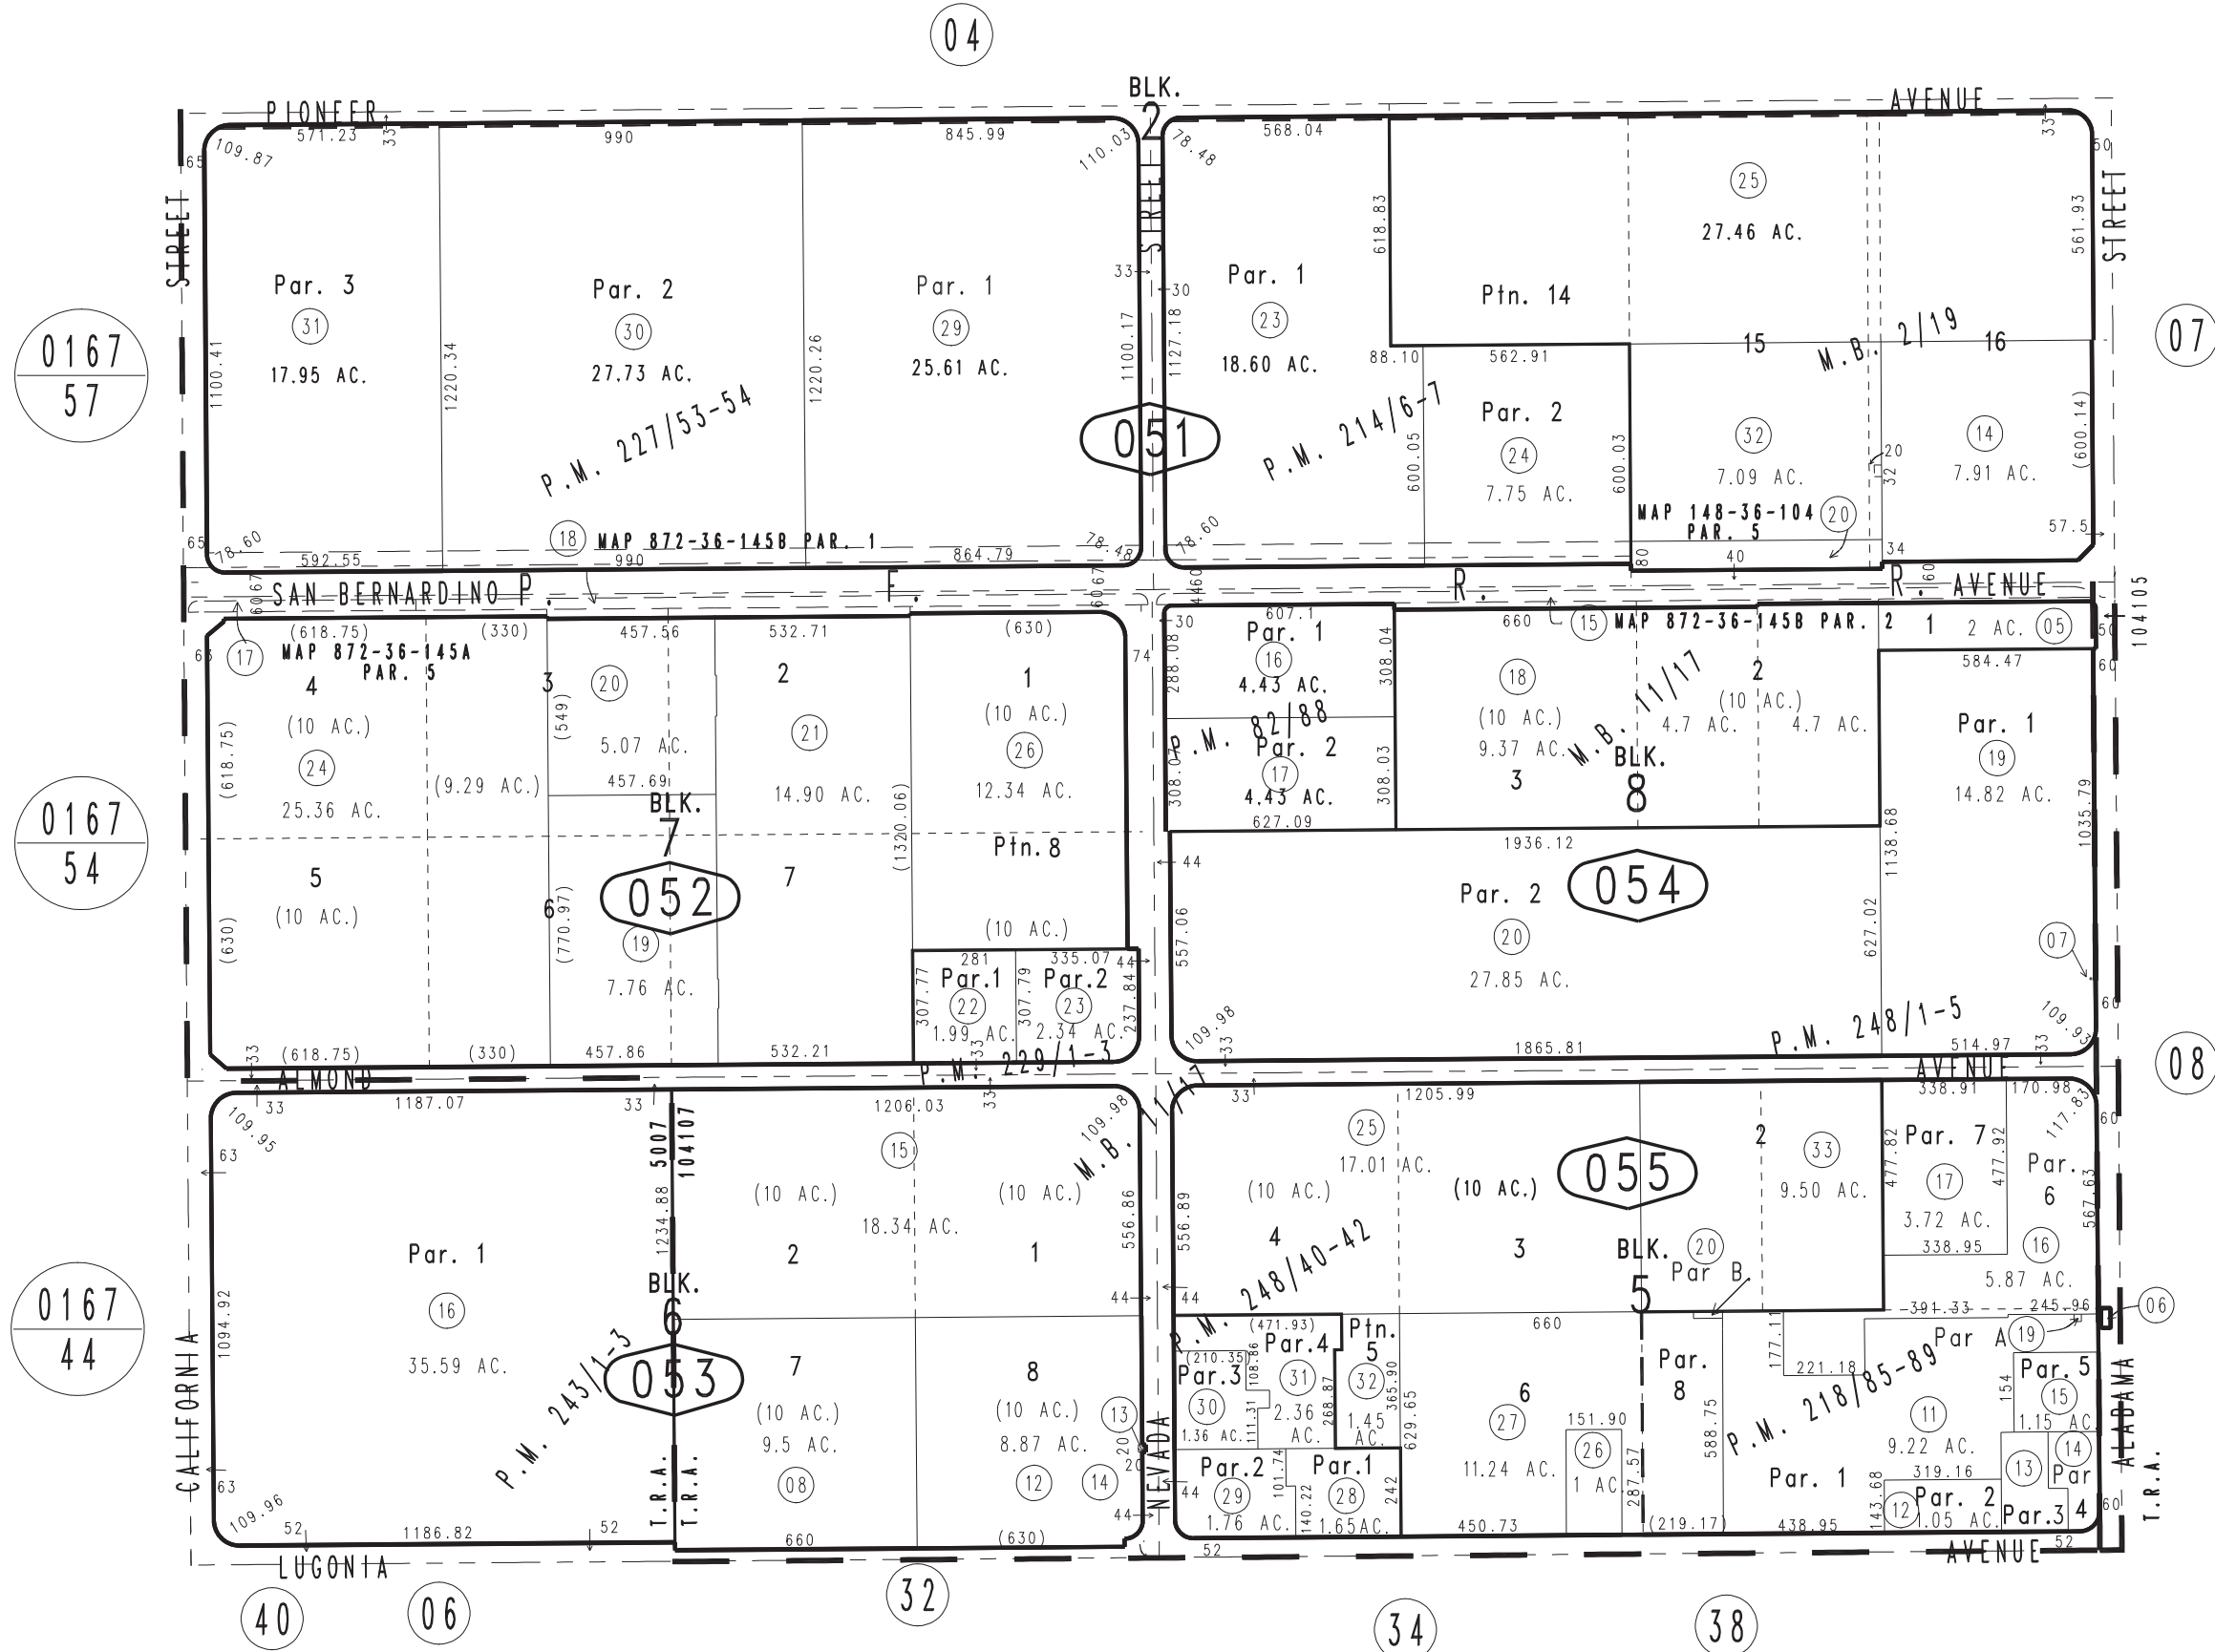 04
BLK.
2
PIONEER
AVENUE
571.23
33
990
845.99
568.04
33
109.87
110.03
78.48
65
50
STREET
STREET
STREET
25
27.46 AC.
618.83
561.93
Par. 3
31
17.95 AC.
Par. 2
30
27.73 AC.
Par. 1
29
25.61 AC.
33
30
Par. 1
23
18.60 AC.
Ptn. 14
15
16
M.B. 2/19
07
0167
57
1100.41
1220.34
1220.26
1100.17
1127.18
88.10
562.91
P.M. 227/53-54
051
P.M. 214/6-7
Par. 2
24
7.75 AC.
600.05
600.03
32
7.09 AC.
20
32
14
7.91 AC.
(600.14)
MAP 148-36-104
PAR. 5
20
57.5
18
MAP 872-36-145B PAR. 1
65
78.60
592.55
990
864.79
78.48
78.60
80
40
34
SAN BERNARDINO P. F. R. R. AVENUE
6067
6067
4460
60
104105
17
MAP 872-36-145A
PAR. 5
(618.75)
(330)
457.56
532.71
(630)
63
74
30
607.1
660
15
MAP 872-36-145B PAR. 2
1
2 AC.
05
50
584.47
60
4
(10 AC.)
24
25.36 AC.
(618.75)
(9.29 AC.)
3
20
(549)
5.07 AC.
457.69
2
21
14.90 AC.
1
(10 AC.)
26
12.34 AC.
Par. 1
16
4.43 AC.
288.08
308.04
P.M. 82/88
Par. 2
17
4.43 AC.
308.07
308.03
627.09
18
(10 AC.)
9.37 AC.
3
M.B. 11/17
BLK.
8
2
(10 AC.)
4.7 AC.
4.7 AC.
Par. 1
19
14.82 AC.
1035.79
1138.68
0167
54
BLK.
7
052
5
(10 AC.)
(630)
6
(770.97)
19
7.76 AC.
7
(1320.06)
Ptn.8
(10 AC.)
44
1936.12
Par. 2
20
27.85 AC.
054
557.06
627.02
07
60
281
335.07
44
Par.1
22
1.99 AC.
307.77
Par.2
23
2.34 AC.
307.79
237.84
109.98
109.93
P.M. 248/1-5
(618.75)
(330)
457.86
532.21
33
33
33
33
1865.81
514.97
P.M. 229/1-3
ALMOND
AVENUE
08
33
1187.07
33
1206.03
33
33
1205.99
338.91
170.98
109.95
109.98
117.83
60
M.B. 11/17
63
5007
104107
15
(10 AC.)
(10 AC.)
18.34 AC.
2
1
1234.88
556.86
556.89
25
17.01 AC.
(10 AC.)
(10 AC.)
4
3
055
2
33
9.50 AC.
477.82
Par. 7
17
3.72 AC.
338.95
477.92
Par.
6
16
5.87 AC.
567.63
Par. 1
16
35.59 AC.
1094.92
BLK.
6
053
P.M. 243/1-3
44
44
P.M. 248/40-42
BLK.
5
20
Par B.
391.33
245.96
06
0167
44
7
(10 AC.)
9.5 AC.
08
8
(10 AC.)
8.87 AC.
12
13
14
20
20
(471.93)
(210.35)
Par.3
30
1.36 AC.
108.86
111.31
Par.4
31
2.36
AC.
268.87
Ptn.
5
32
1.45
AC.
365.90
629.65
660
6
27
11.24 AC.
151.90
26
1 AC.
287.57
Par.
8
588.75
177.11
221.18
Par A
19
P.M. 218/85-89
11
9.22 AC.
319.16
Par. 1
Par. 5
15
1.15 AC.
154
13
14
Par
4
Par.3
12
Par. 2
1.05 AC.
143.68
Par.2
29
1.76 AC.
101.74
140.22
Par.1
28
1.65AC.
242
44
44
CALIFORNIA
NEVADA
ALABAMA
T.R.A.
T.R.A.
T.R.A.
63
109.96
52
1186.82
52
660
(630)
52
450.73
(219.17)
438.95
60
52
LUGONIA
AVENUE
40
06
32
34
38